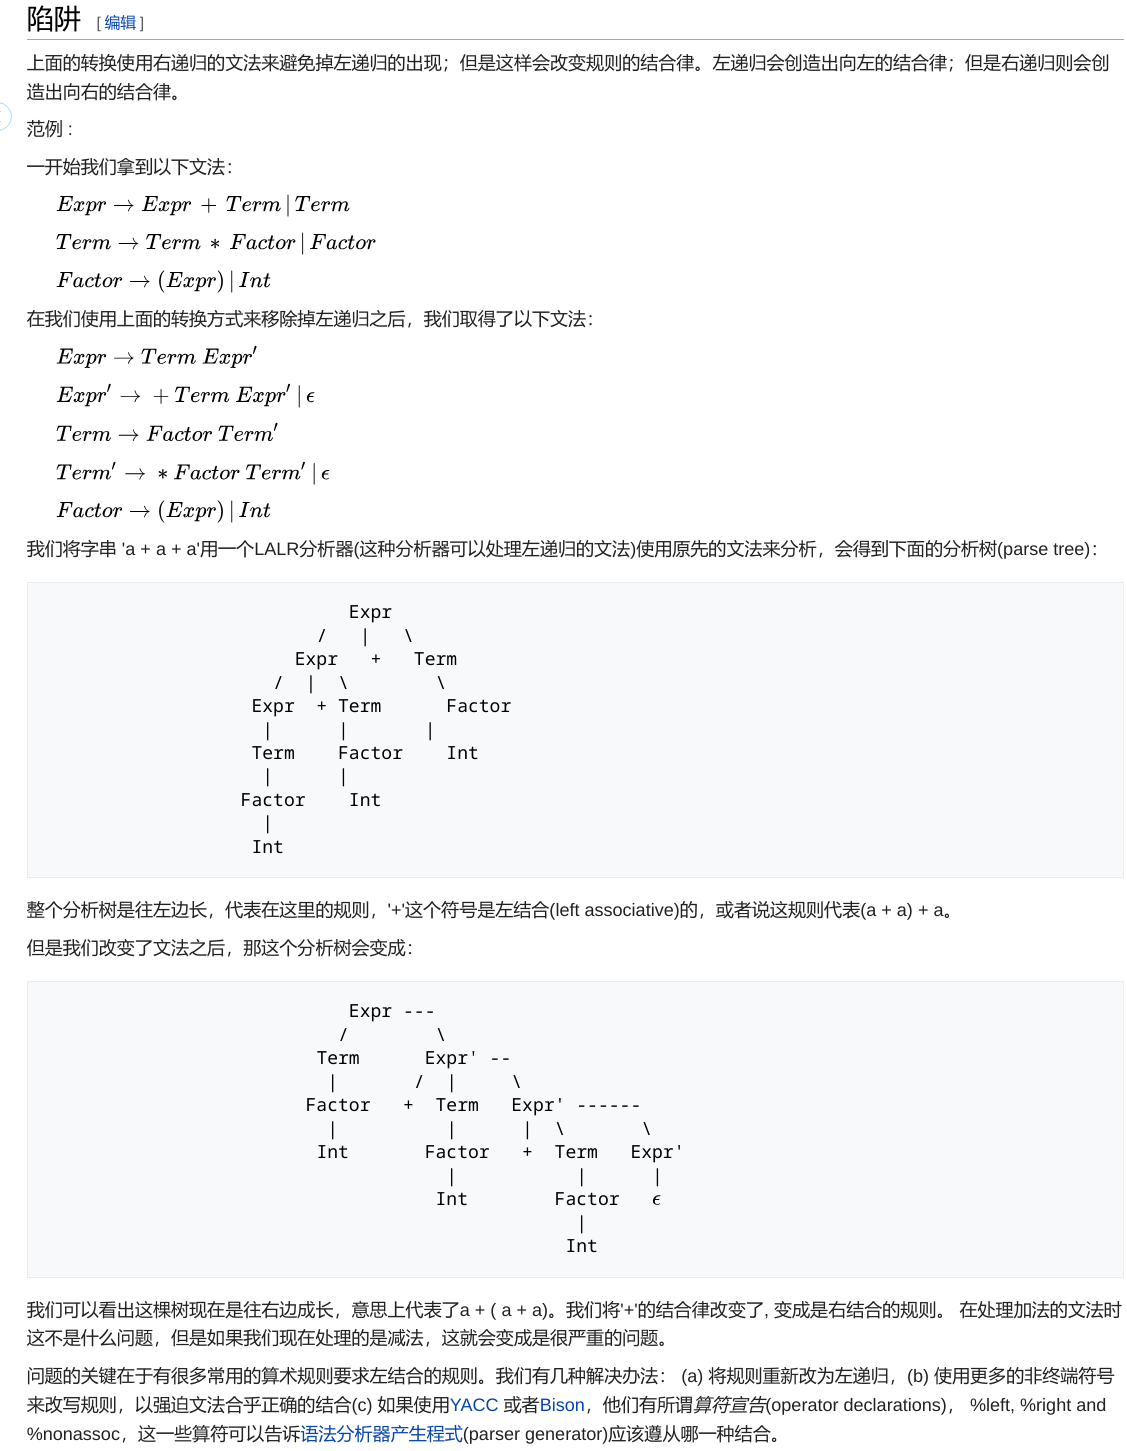 陷阱 [编辑]
上面的转换使用右递归的文法来避免掉左递归的出现；但是这样会改变规则的结合律。左递归会创造出向左的结合律；但是右递归则会创
造出向右的结合律。
范例 :
一开始我们拿到以下文法：
Expr → Expr + Term | Term
Term → Term * Factor | Factor
Factor → (Expr) | Int
在我们使用上面的转换方式来移除掉左递归之后，我们取得了以下文法：
Expr → Term Expr′
Expr′ → + Term Expr′ | ϵ
Term → Factor Term′
Term′ → * Factor Term′ | ϵ
Factor → (Expr) | Int
我们将字串 'a + a + a'用一个LALR分析器(这种分析器可以处理左递归的文法)使用原先的文法来分析，会得到下面的分析树(parse tree)：
Expr
/ | \
Expr + Term
/ | \ \
Expr + Term Factor
| | |
Term Factor Int
| |
Factor Int
|
Int
整个分析树是往左边长，代表在这里的规则，'+'这个符号是左结合(left associative)的，或者说这规则代表(a + a) + a。
但是我们改变了文法之后，那这个分析树会变成：
Expr ---
/ \
Term Expr' --
| / | \
Factor + Term Expr' ------
| | | \ \
Int Factor + Term Expr'
| | |
Int Factor ϵ
|
Int
我们可以看出这棵树现在是往右边成长，意思上代表了a + ( a + a)。我们将'+'的结合律改变了, 变成是右结合的规则。 在处理加法的文法时
这不是什么问题，但是如果我们现在处理的是减法，这就会变成是很严重的问题。
问题的关键在于有很多常用的算术规则要求左结合的规则。我们有几种解决办法： (a) 将规则重新改为左递归，(b) 使用更多的非终端符号
来改写规则，以强迫文法合乎正确的结合(c) 如果使用YACC 或者Bison，他们有所谓算符宣告(operator declarations)， %left, %right and
%nonassoc，这一些算符可以告诉语法分析器产生程式(parser generator)应该遵从哪一种结合。